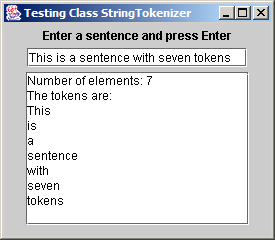 Testing Class StringTokenizer
Enter a sentence and press Enter
This is a sentence with seven tokens
Number of elements: 7
The tokens are:
This
is
a
sentence
with
seven
tokens